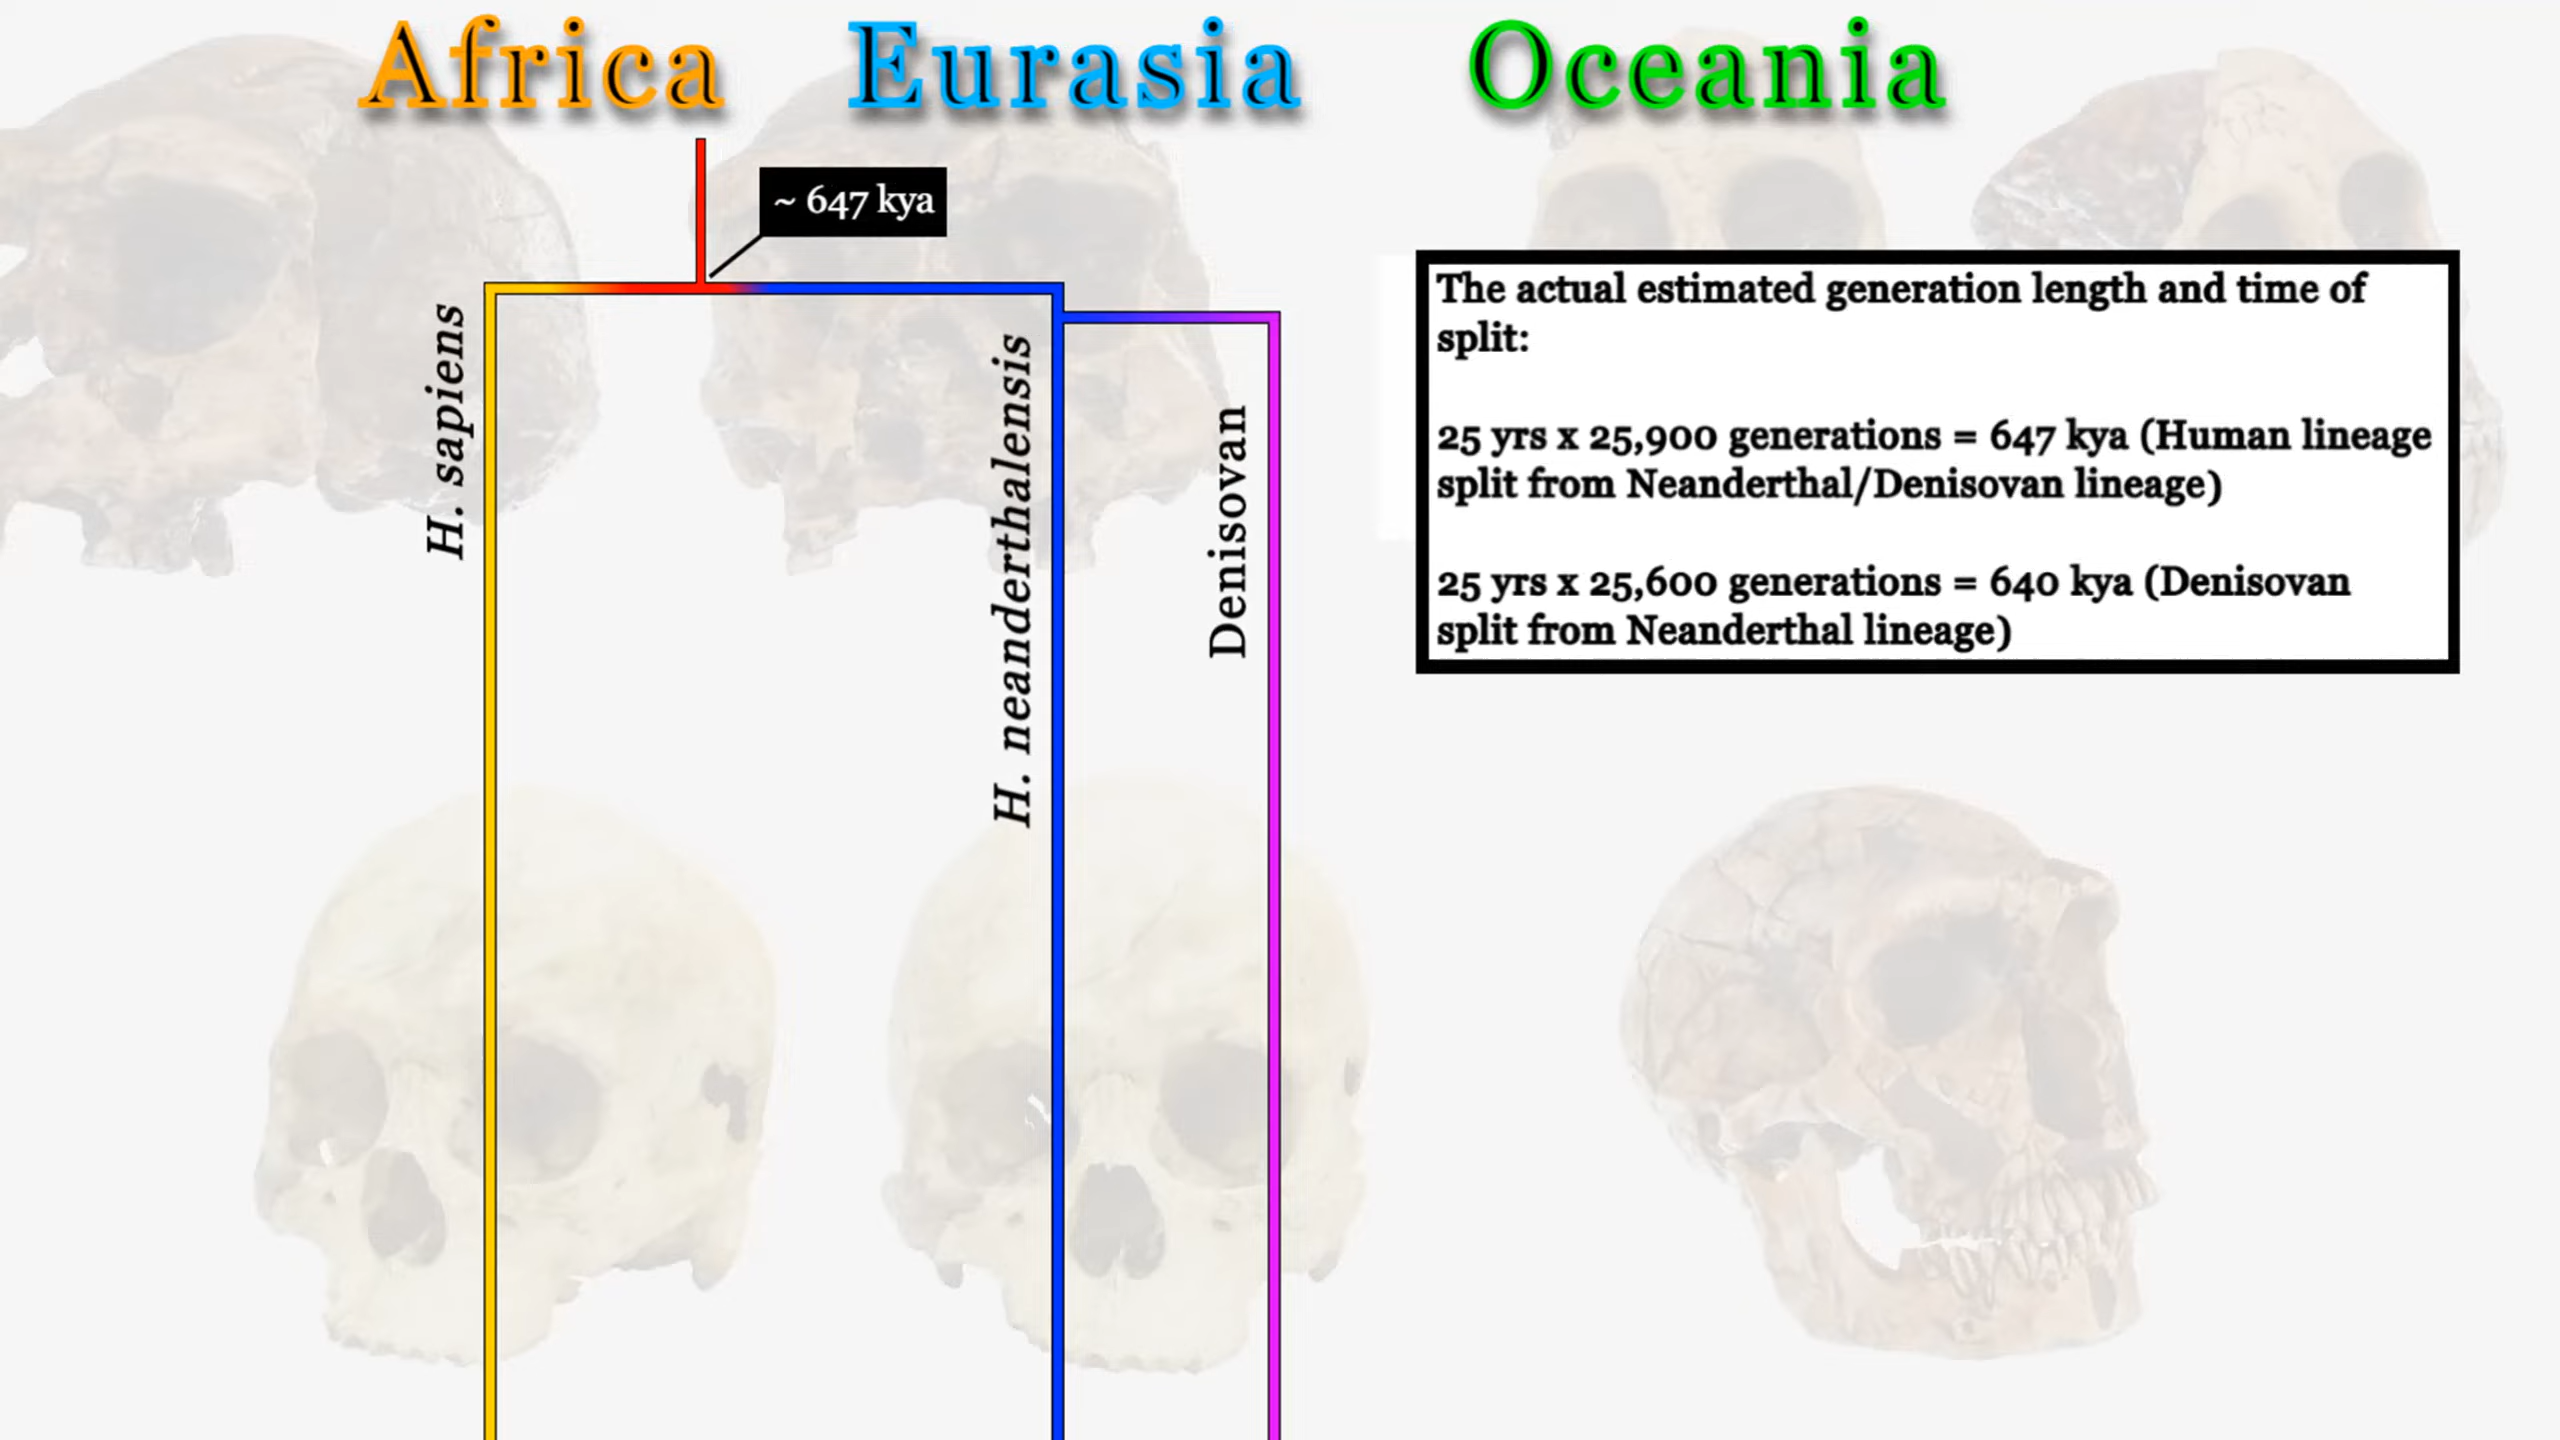 Africa Eurasia Oceania
~ 647 kya
H. sapiens
H. neanderthalensis
Denisovan
The actual estimated generation length and time of
split:
25 yrs x 25,900 generations = 647 kya (Human lineage
split from Neanderthal/Denisovan lineage)
25 yrs x 25,600 generations = 640 kya (Denisovan
split from Neanderthal lineage)